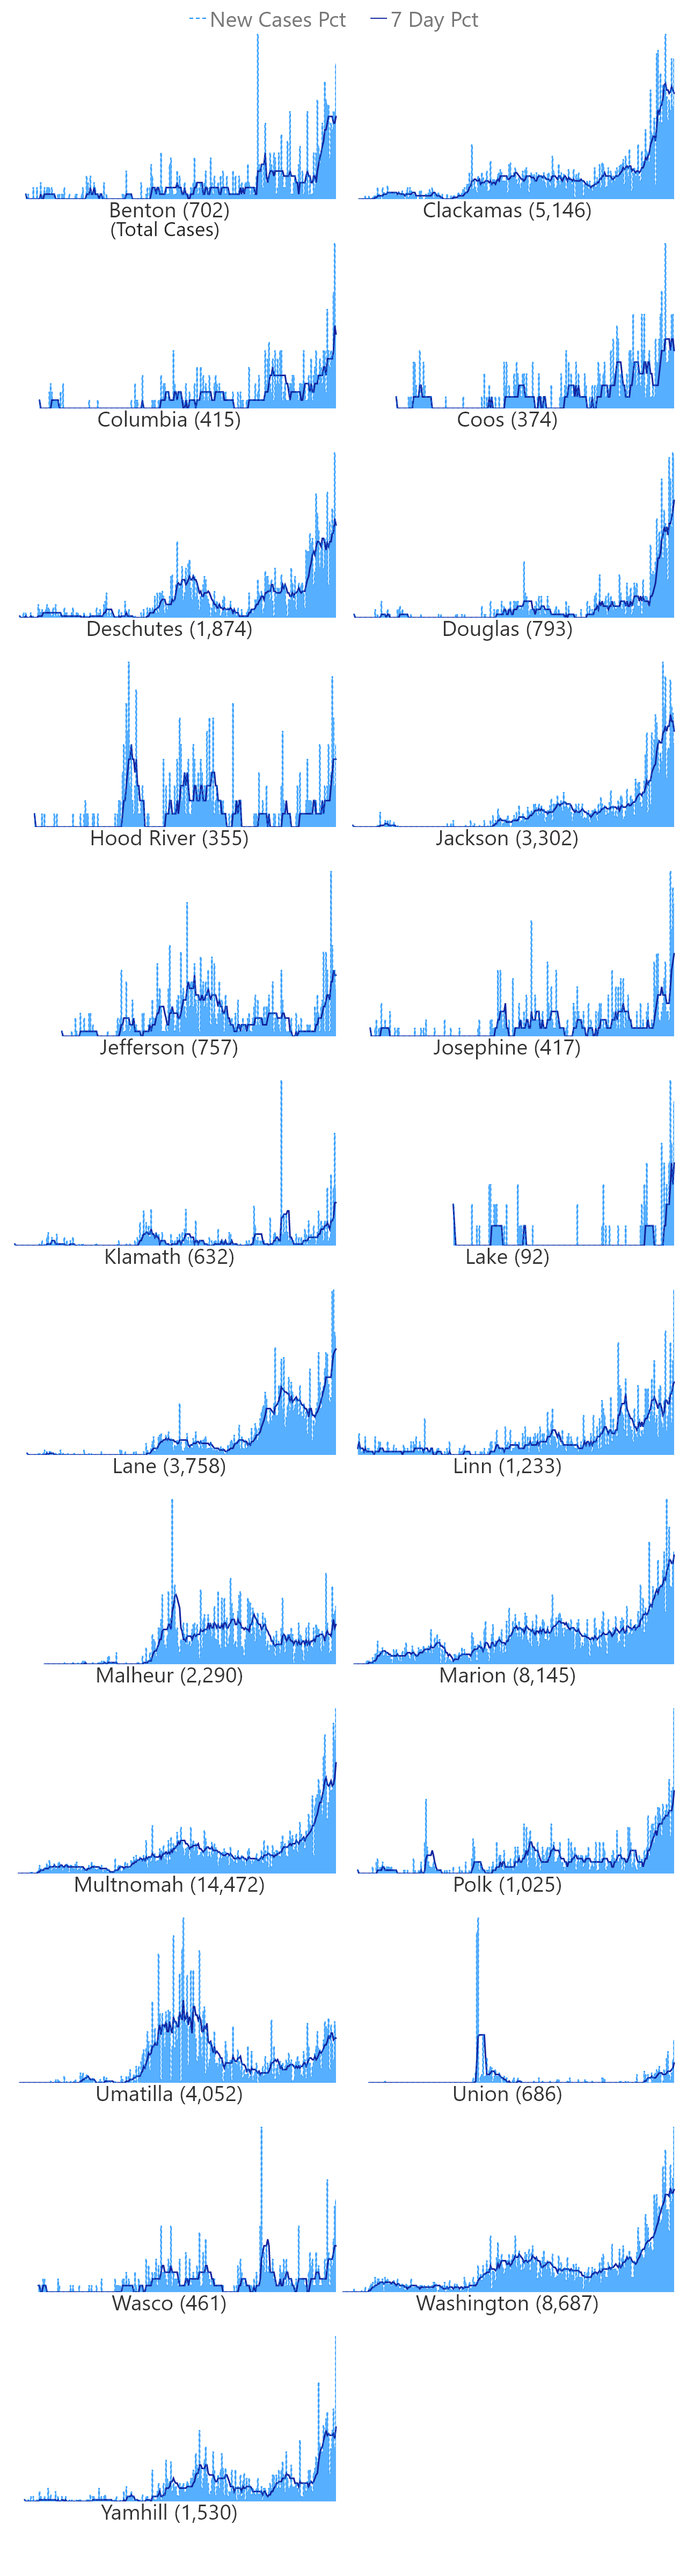 New Cases Pct 7 Day Pct
Benton (702) Clackamas (5,146)
(Total Cases)
Columbia (415) Coos (374)
Deschutes (1,874) Douglas (793)
Hood River (355) Jackson (3,302)
Jefferson (757) Josephine (417)
Klamath (632) Lake (92)
Lane (3,758) Linn (1,233)
Malheur (2,290) Marion (8,145)
Multnomah (14,472) Polk (1,025)
Umatilla (4,052) Union (686)
Wasco (461) Washington (8,687)
Yamhill (1,530)